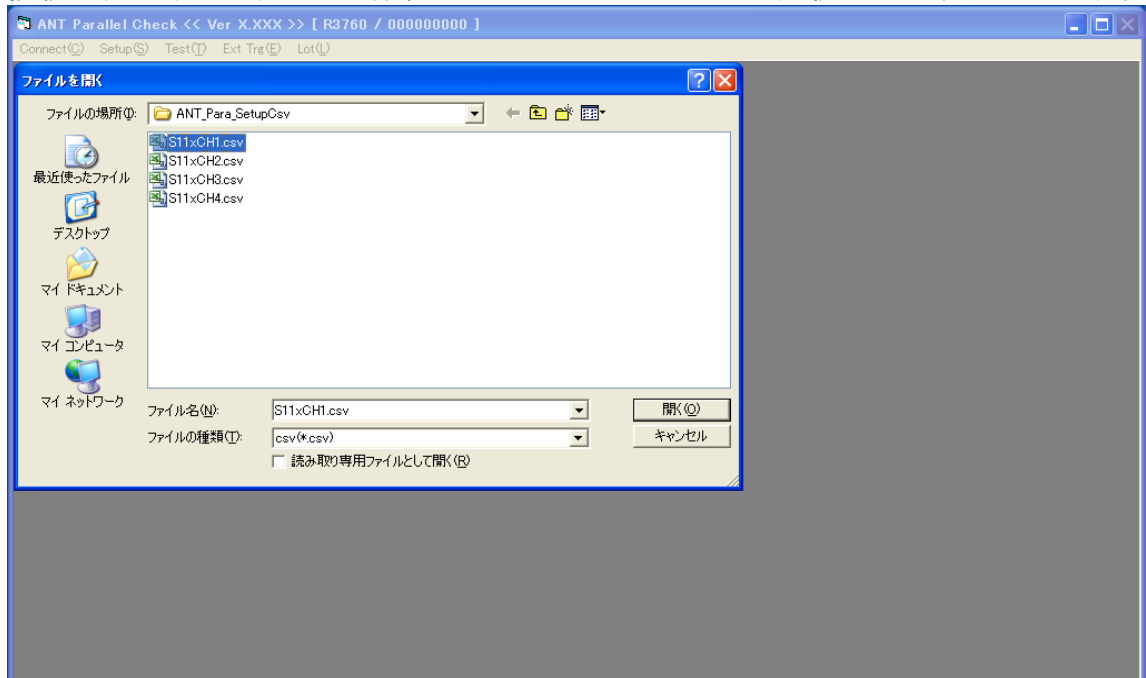 ANT Parallel Check << Ver X.XXX >> [ R3760 / 000000000 ]
Connect(C) Setup(S) Test(T) Ext Trg(E) Lot(L)
ファイルを開く
ファイルの場所(I):
ANT_Para_SetupCsv
最近使ったファイル
デスクトップ
マイ ドキュメント
マイ コンピュータ
マイ ネットワーク
S11xCH1.csv
S11xCH2.csv
S11xCH3.csv
S11xCH4.csv
ファイル名(N):
S11xCH1.csv
開く(O)
ファイルの種類(T):
csv(*.csv)
キャンセル
読み取り専用ファイルとして開く(R)